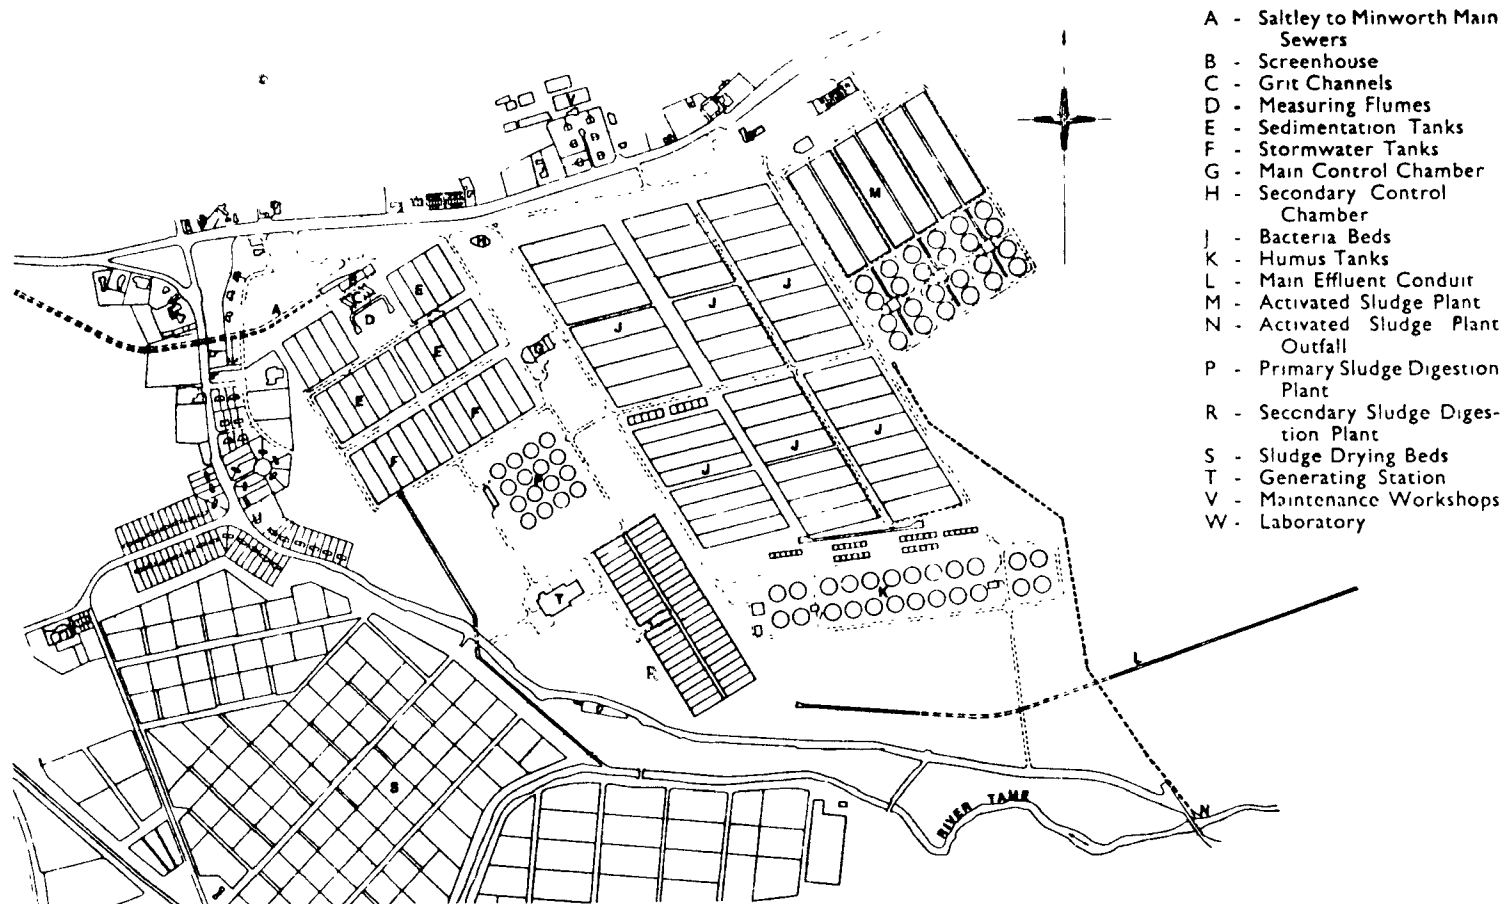 A - Saltley to Minworth Main
Sewers
B - Screenhouse
C - Grit Channels
D - Measuring Flumes
E - Sedimentation Tanks
F - Stormwater Tanks
G - Main Control Chamber
H - Secondary Control
Chamber
J - Bacteria Beds
K - Humus Tanks
L - Main Effluent Conduit
M - Activated Sludge Plant
N - Activated Sludge Plant
Outfall
P - Primary Sludge Digestion
Plant
R - Secondary Sludge Diges-
tion Plant
S - Sludge Drying Beds
T - Generating Station
V - Maintenance Workshops
W - Laboratory
V
W
M
H
B
A
C
D
E
J
J
J
E
G
E
F
F
J
J
J
T
K
R
L
S
RIVER TAME
N